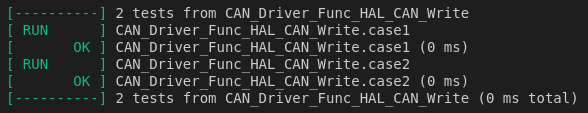 [----------] 2 tests from CAN_Driver_Func_HAL_CAN_Write
[ RUN      ] CAN_Driver_Func_HAL_CAN_Write.case1
[       OK ] CAN_Driver_Func_HAL_CAN_Write.case1 (0 ms)
[ RUN      ] CAN_Driver_Func_HAL_CAN_Write.case2
[       OK ] CAN_Driver_Func_HAL_CAN_Write.case2 (0 ms)
[----------] 2 tests from CAN_Driver_Func_HAL_CAN_Write (0 ms total)